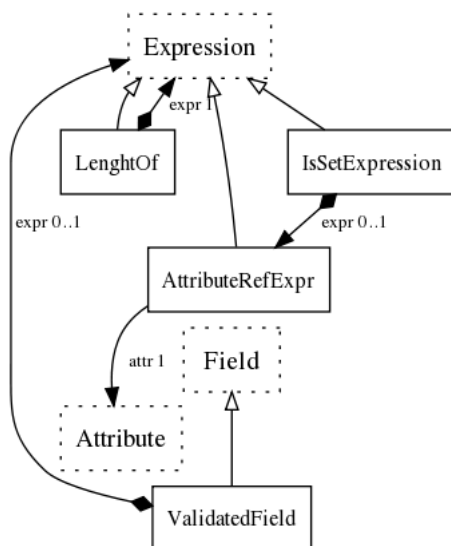 Expression
expr 1
LenghtOf
IsSetExpression
expr 0..1
expr 0..1
AttributeRefExpr
attr 1
Field
Attribute
ValidatedField